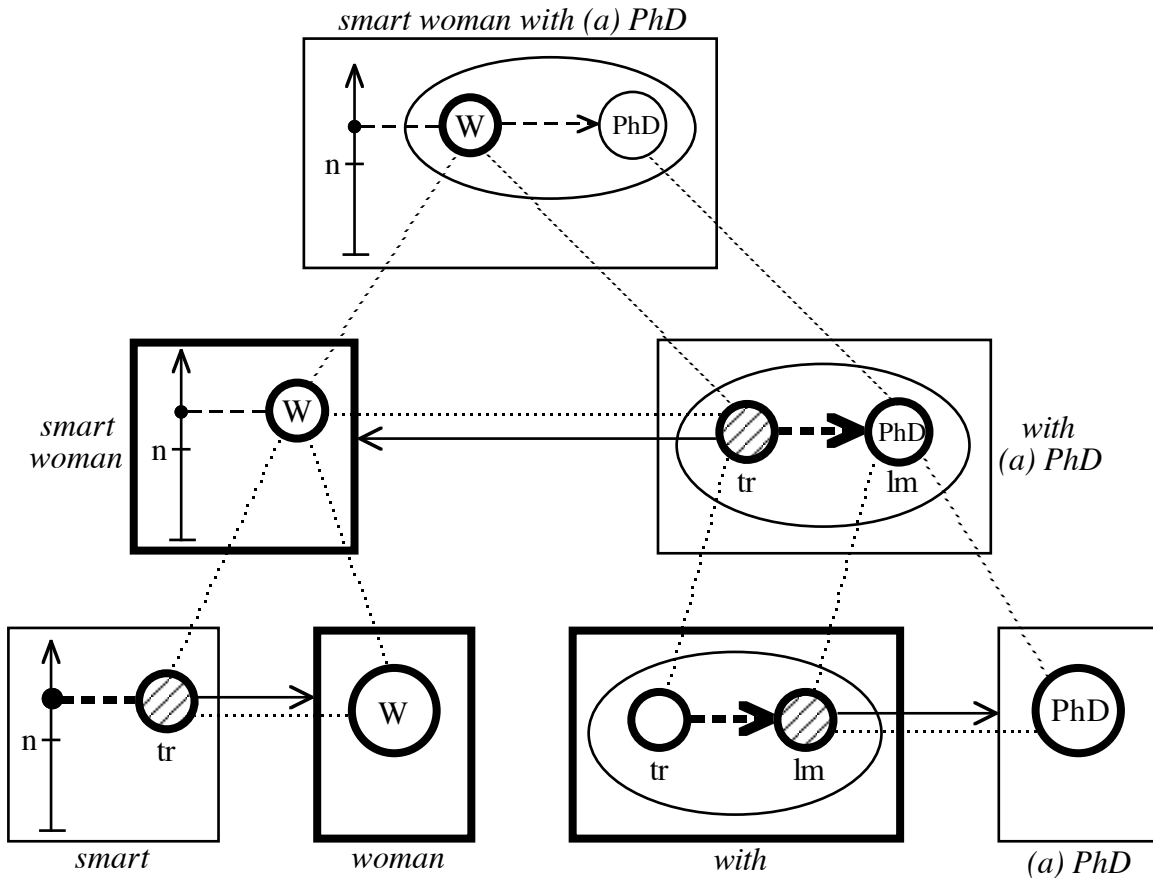 smart woman with (a) PhD
W
PhD
n
smart
woman
W
n
PhD
tr
lm
with
(a) PhD
n
tr
W
tr
lm
PhD
smart
woman
with
(a) PhD